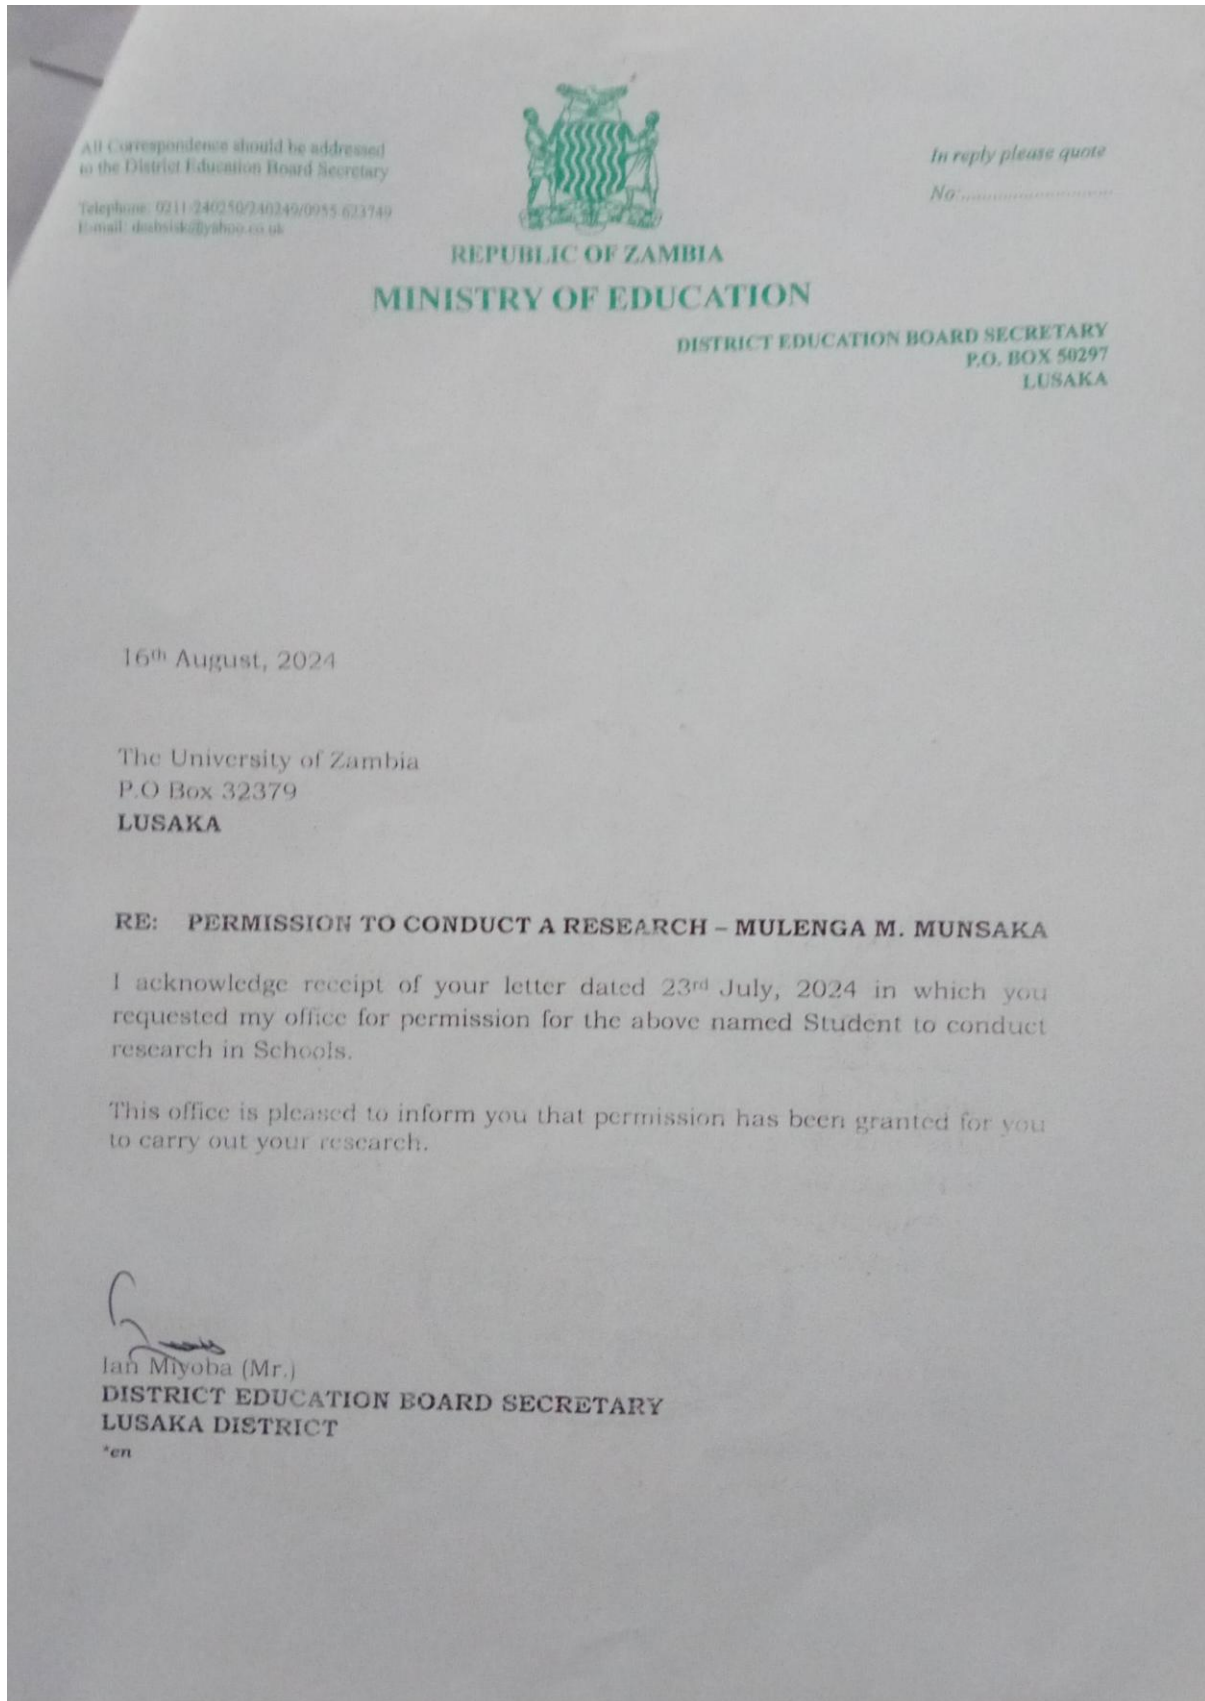 All Correspondence should be addressed
to the District Education Board Secretary
Telephone: 0211-240250/240249/0955 623749
E-mail: @yahoo.co.uk
In reply please quote
No:...............................
REPUBLIC OF ZAMBIA
MINISTRY OF EDUCATION
DISTRICT EDUCATION BOARD SECRETARY
P.O. BOX 50297
LUSAKA
16th August, 2024
The University of Zambia
P.O Box 32379
LUSAKA
RE: PERMISSION TO CONDUCT A RESEARCH – MULENGA M. MUNSAKA
I acknowledge receipt of your letter dated 23rd July, 2024 in which you
requested my office for permission for the above named Student to conduct
research in Schools.
This office is pleased to inform you that permission has been granted for you
to carry out your research.
Ian Miyoba (Mr.)
DISTRICT EDUCATION BOARD SECRETARY
LUSAKA DISTRICT
*en